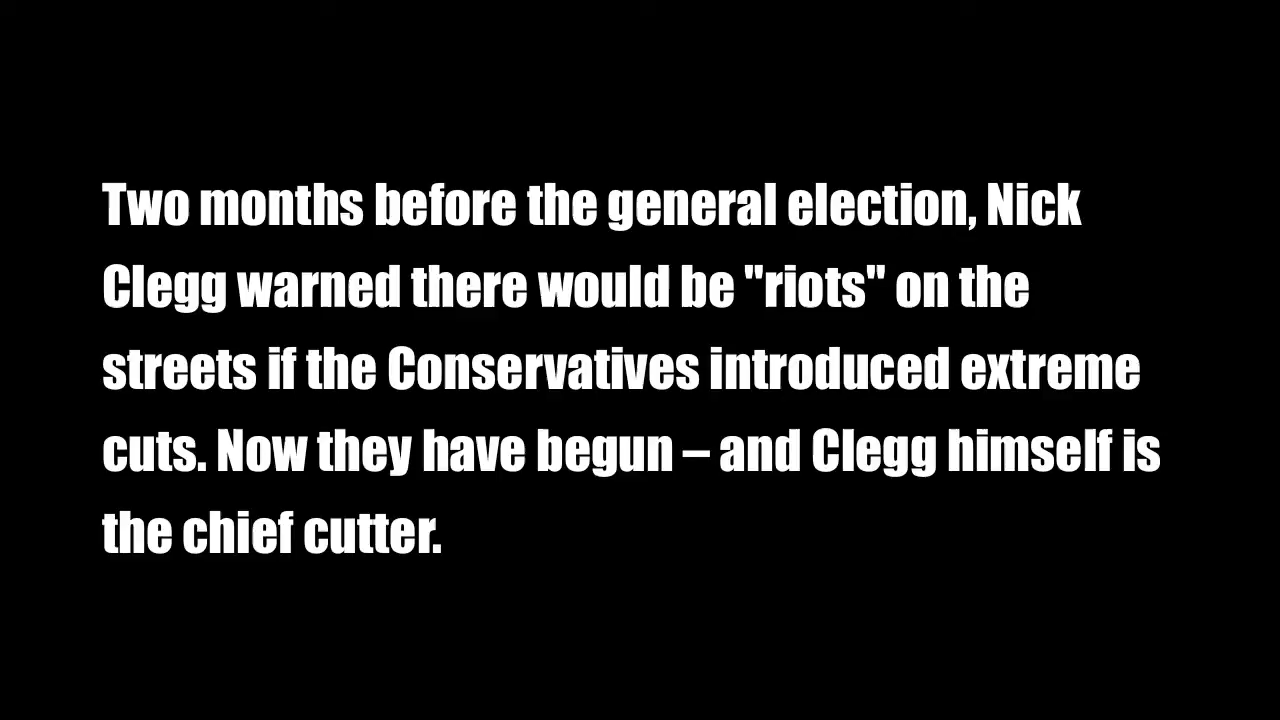 Two months before the general election, Nick
Clegg warned there would be "riots" on the
streets if the Conservatives introduced extreme
cuts. Now they have begun – and Clegg himself is
the chief cutter.